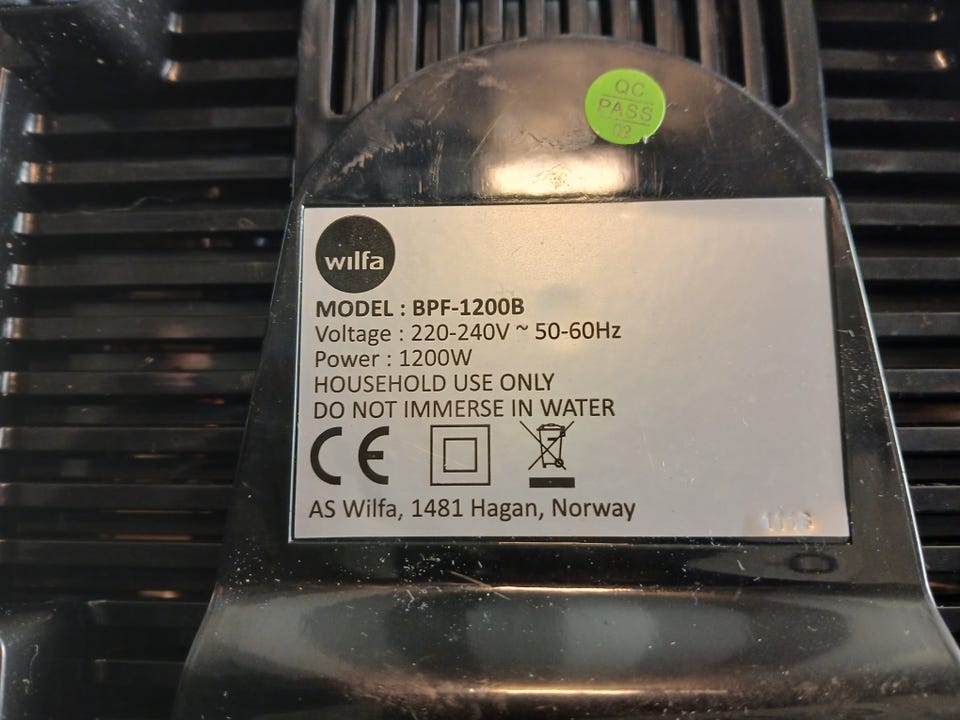 QC
PASS
02
wilfa
MODEL : BPF-1200B
Voltage : 220-240V ~ 50-60Hz
Power : 1200W
HOUSEHOLD USE ONLY
DO NOT IMMERSE IN WATER
CE
AS Wilfa, 1481 Hagan, Norway